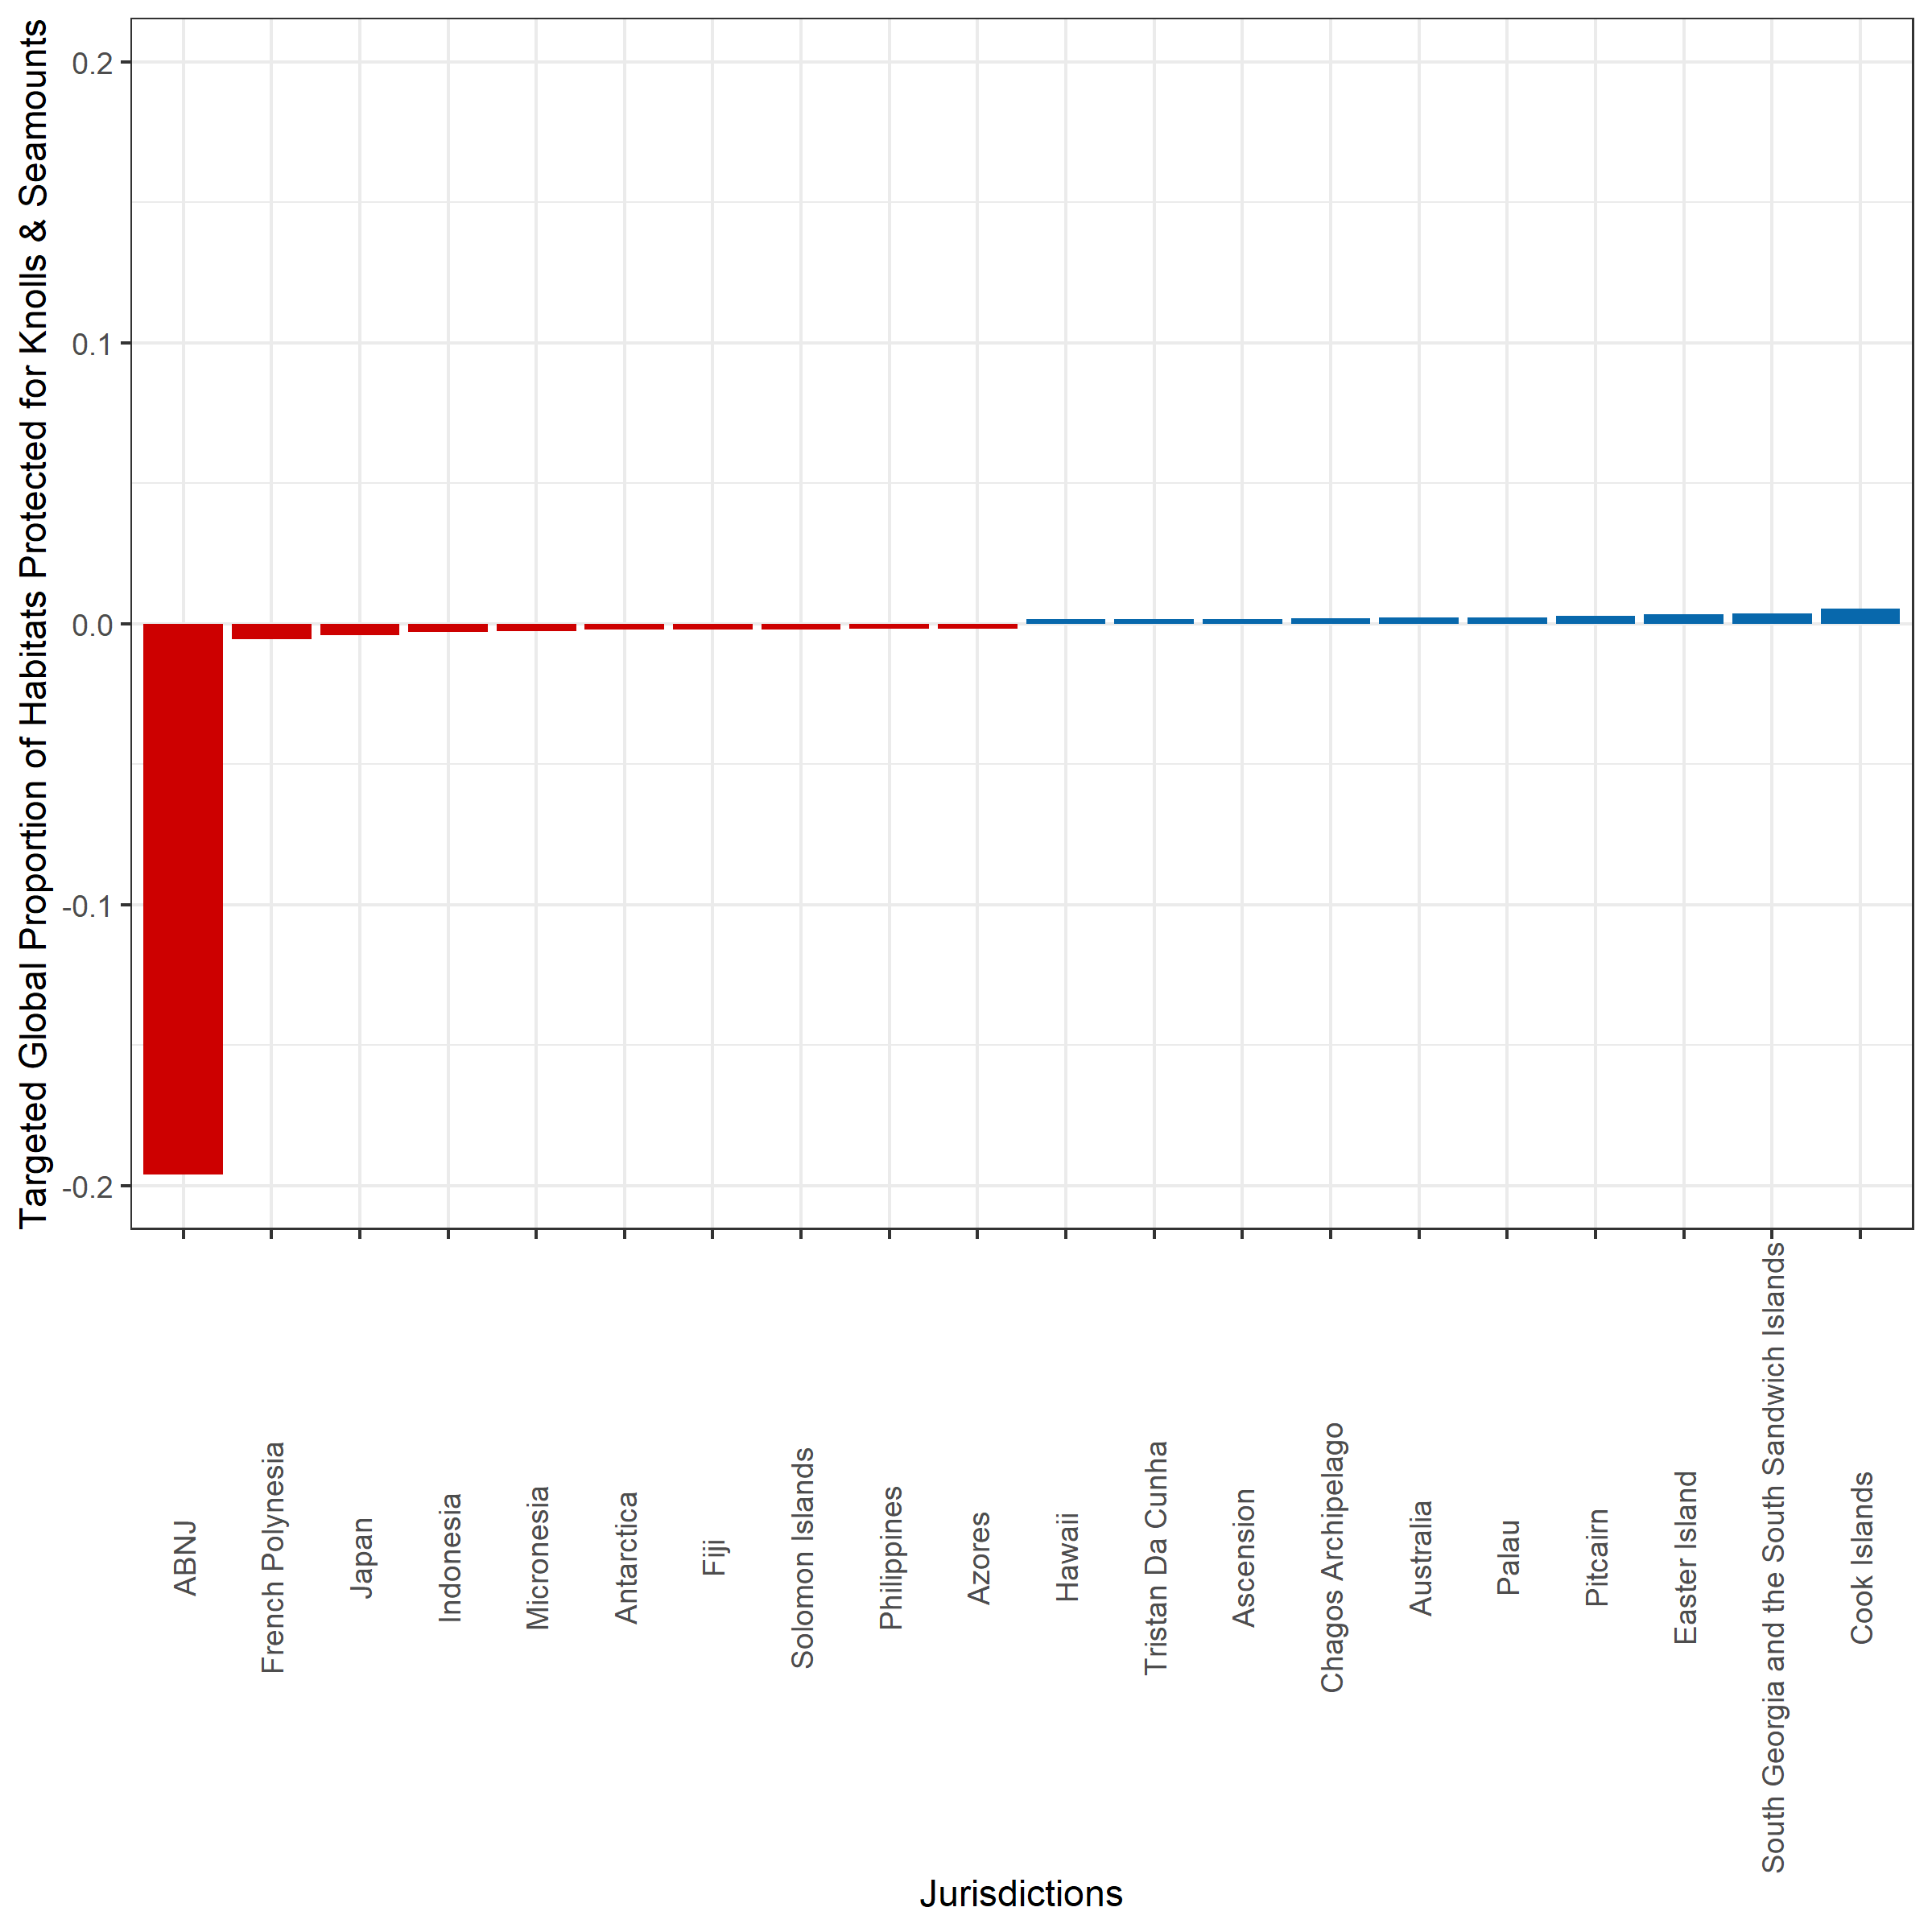 Targeted Global Proportion of Habitats Protected for Knolls & Seamounts
0.2
0.1
0.0
-0.1
-0.2
ABNJ
French Polynesia
Japan
Indonesia
Micronesia
Antarctica
Fiji
Solomon Islands
Philippines
Azores
Hawaii
Tristan Da Cunha
Ascension
Chagos Archipelago
Australia
Palau
Pitcairn
Easter Island
South Georgia and the South Sandwich Islands
Cook Islands
Jurisdictions